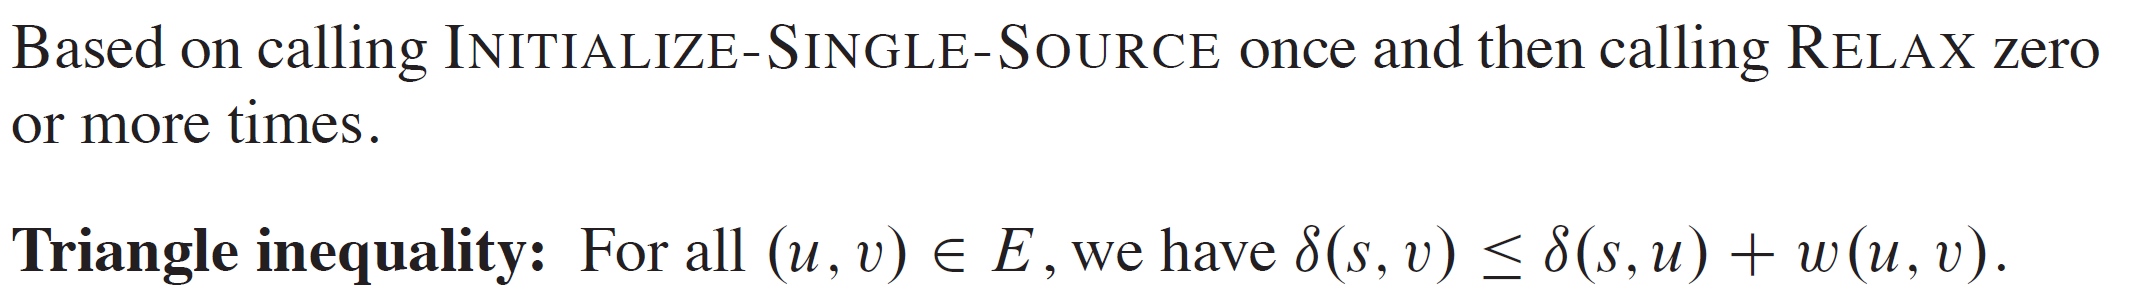 Based on calling INITIALIZE-SINGLE-SOURCE once and then calling RELAX zero
or more times.
Triangle inequality: For all (u, v) ∈ E, we have δ(s, v) ≤ δ(s, u) + w(u, v).